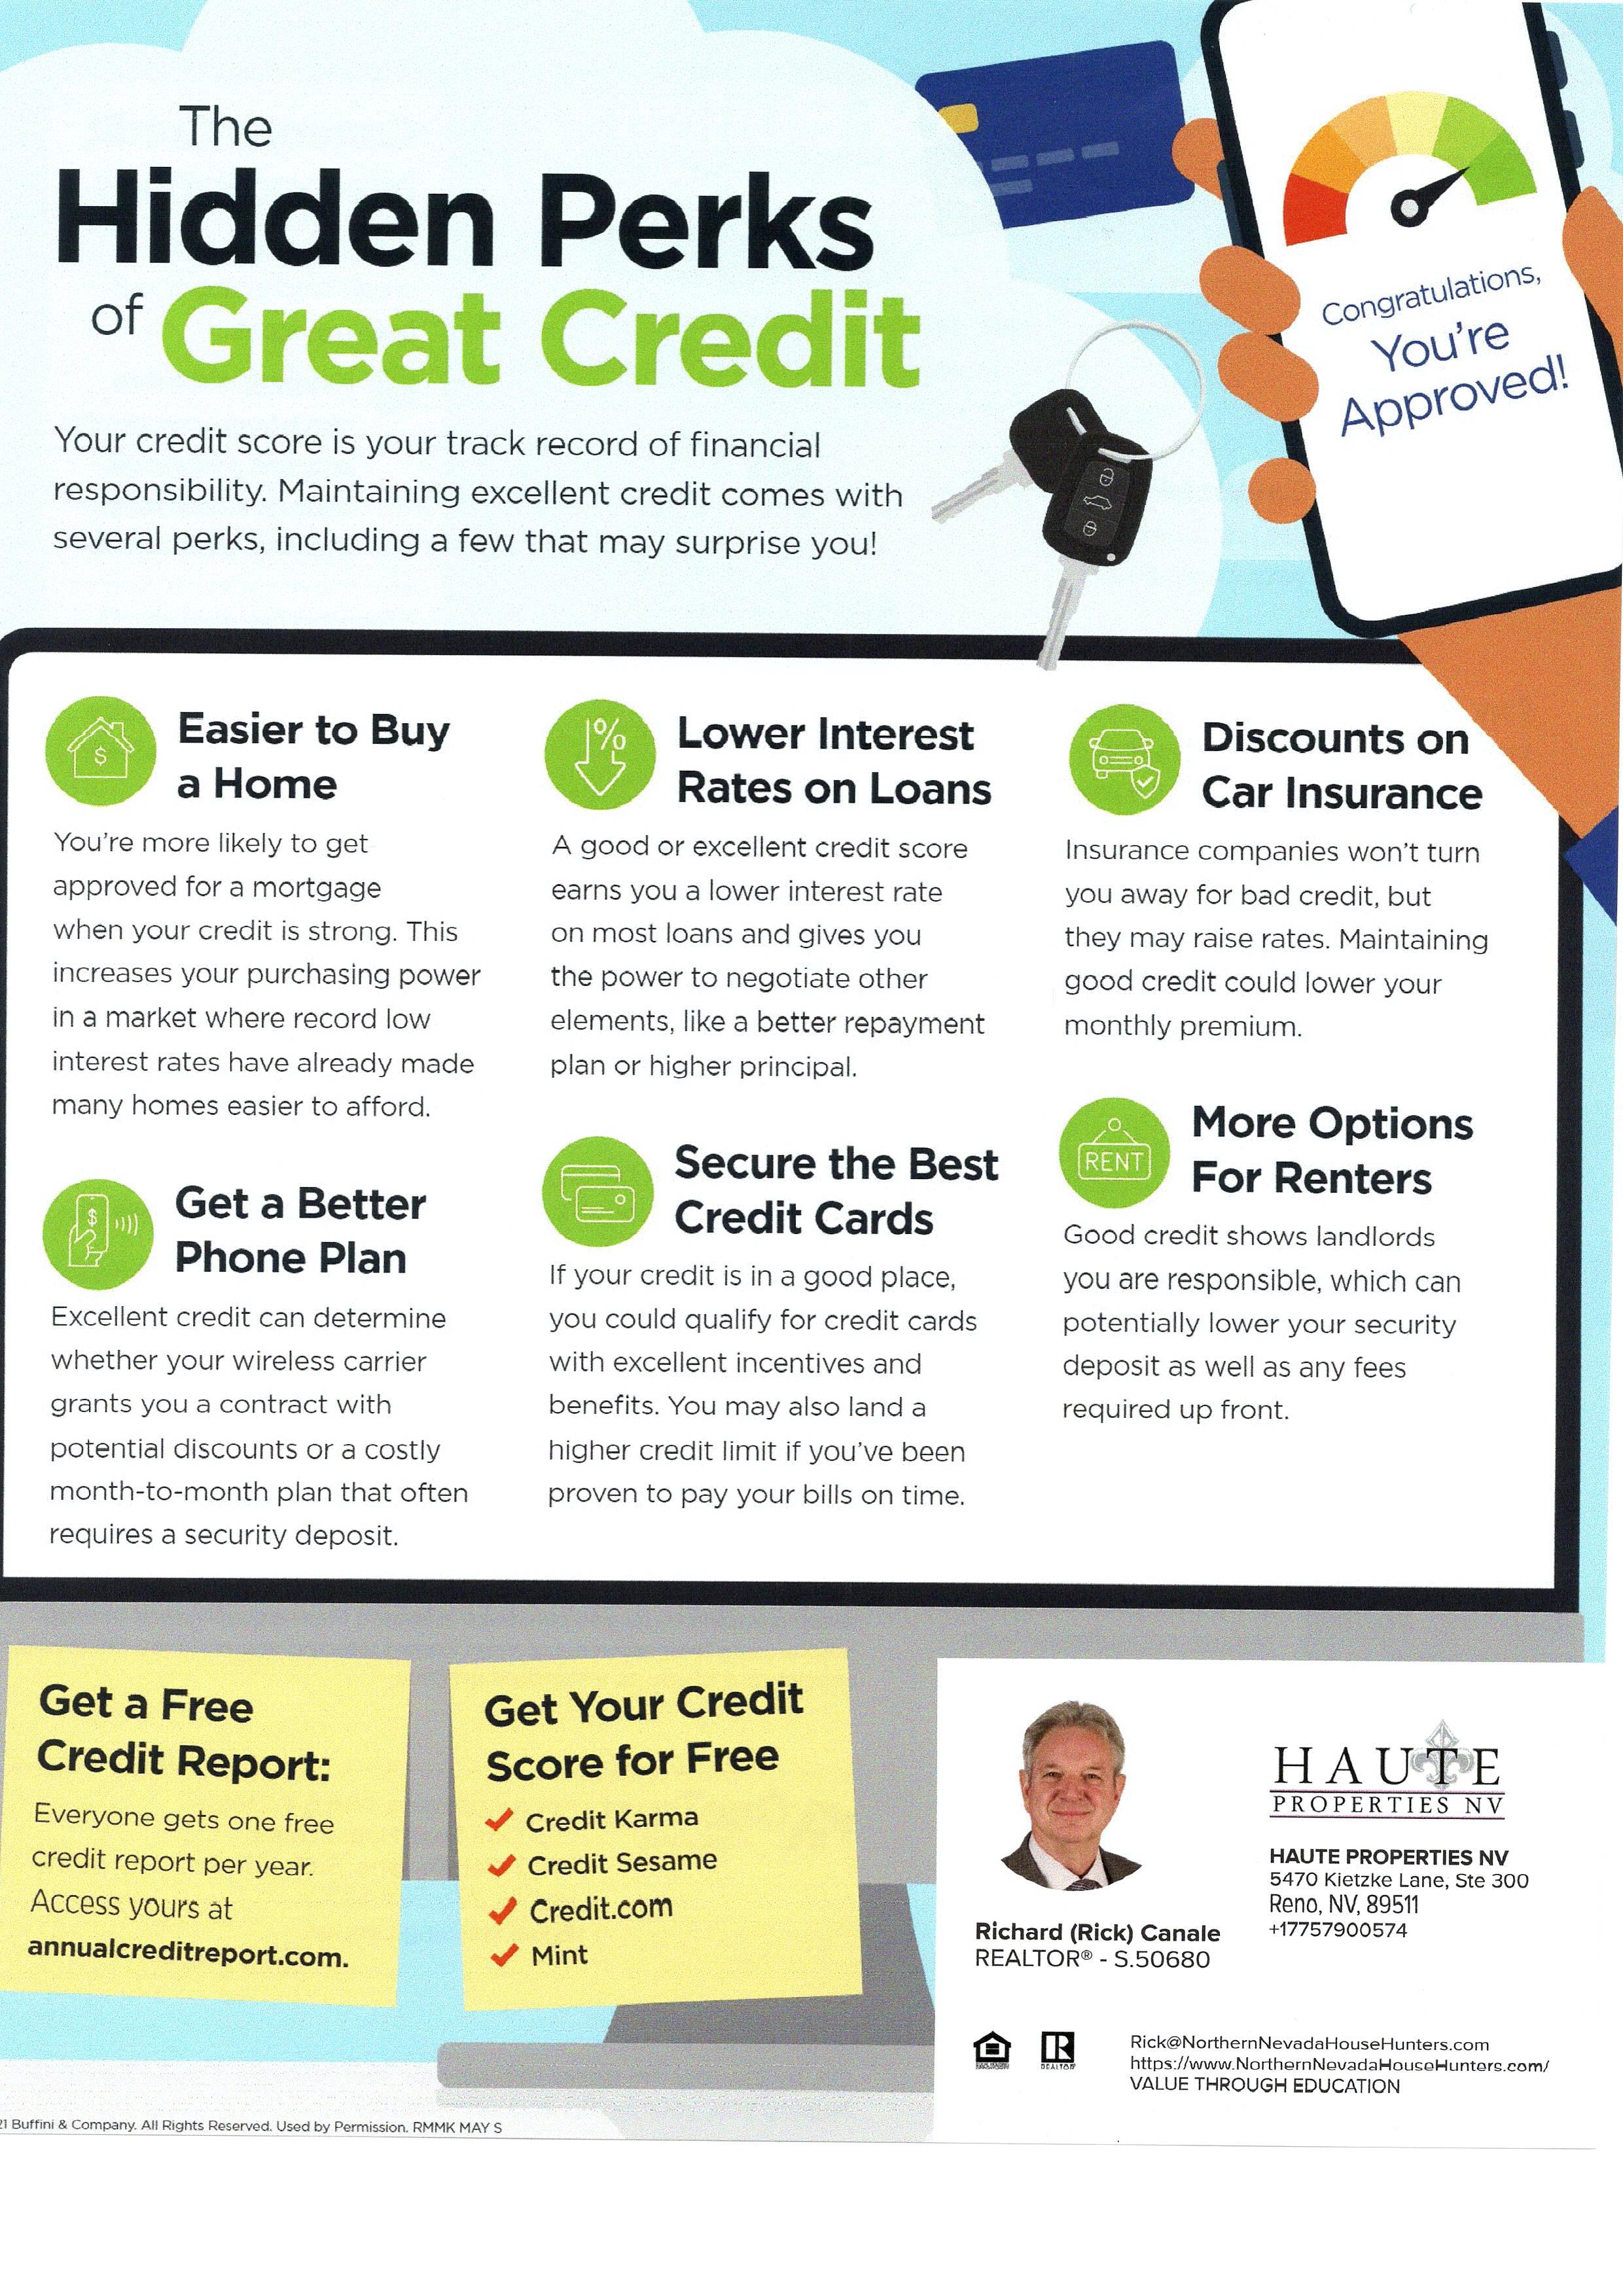 The
Hidden Perks
of Great Credit
Your credit score is your track record of financial
responsibility. Maintaining excellent credit comes with
several perks, including a few that may surprise you!
Congratulations,
You're
Approved!
$
Easier to Buy
a Home
You're more likely to get
approved for a mortgage
when your credit is strong. This
increases your purchasing power
in a market where record low
interest rates have already made
many homes easier to afford.
$
Get a Better
Phone Plan
Excellent credit can determine
whether your wireless carrier
grants you a contract with
potential discounts or a costly
month-to-month plan that often
requires a security deposit.
%
Lower Interest
Rates on Loans
A good or excellent credit score
earns you a lower interest rate
on most loans and gives you
the power to negotiate other
elements, like a better repayment
plan or higher principal.
Secure the Best
Credit Cards
If your credit is in a good place,
you could qualify for credit cards
with excellent incentives and
benefits. You may also land a
higher credit limit if you've been
proven to pay your bills on time.
Discounts on
Car Insurance
Insurance companies won't turn
you away for bad credit, but
they may raise rates. Maintaining
good credit could lower your
monthly premium.
RENT
More Options
For Renters
Good credit shows landlords
you are responsible, which can
potentially lower your security
deposit as well as any fees
required up front.
Get a Free
Credit Report:
Everyone gets one free
credit report per year.
Access yours at
annualcreditreport.com.
Get Your Credit
Score for Free
Credit Karma
Credit Sesame
Credit.com
Mint
Richard (Rick) Canale
REALTOR® - S.50680
HAUTE
PROPERTIES NV
HAUTE PROPERTIES NV
5470 Kietzke Lane, Ste 300
Reno, NV, 89511
+17757900574
R
REALTOR®
Rick@NorthernNevadaHouseHunters.com
https://www.NorthernNevadaHouseHunters.com/
VALUE THROUGH EDUCATION
21 Buffini & Company. All Rights Reserved. Used by Permission. RMMK MAY S